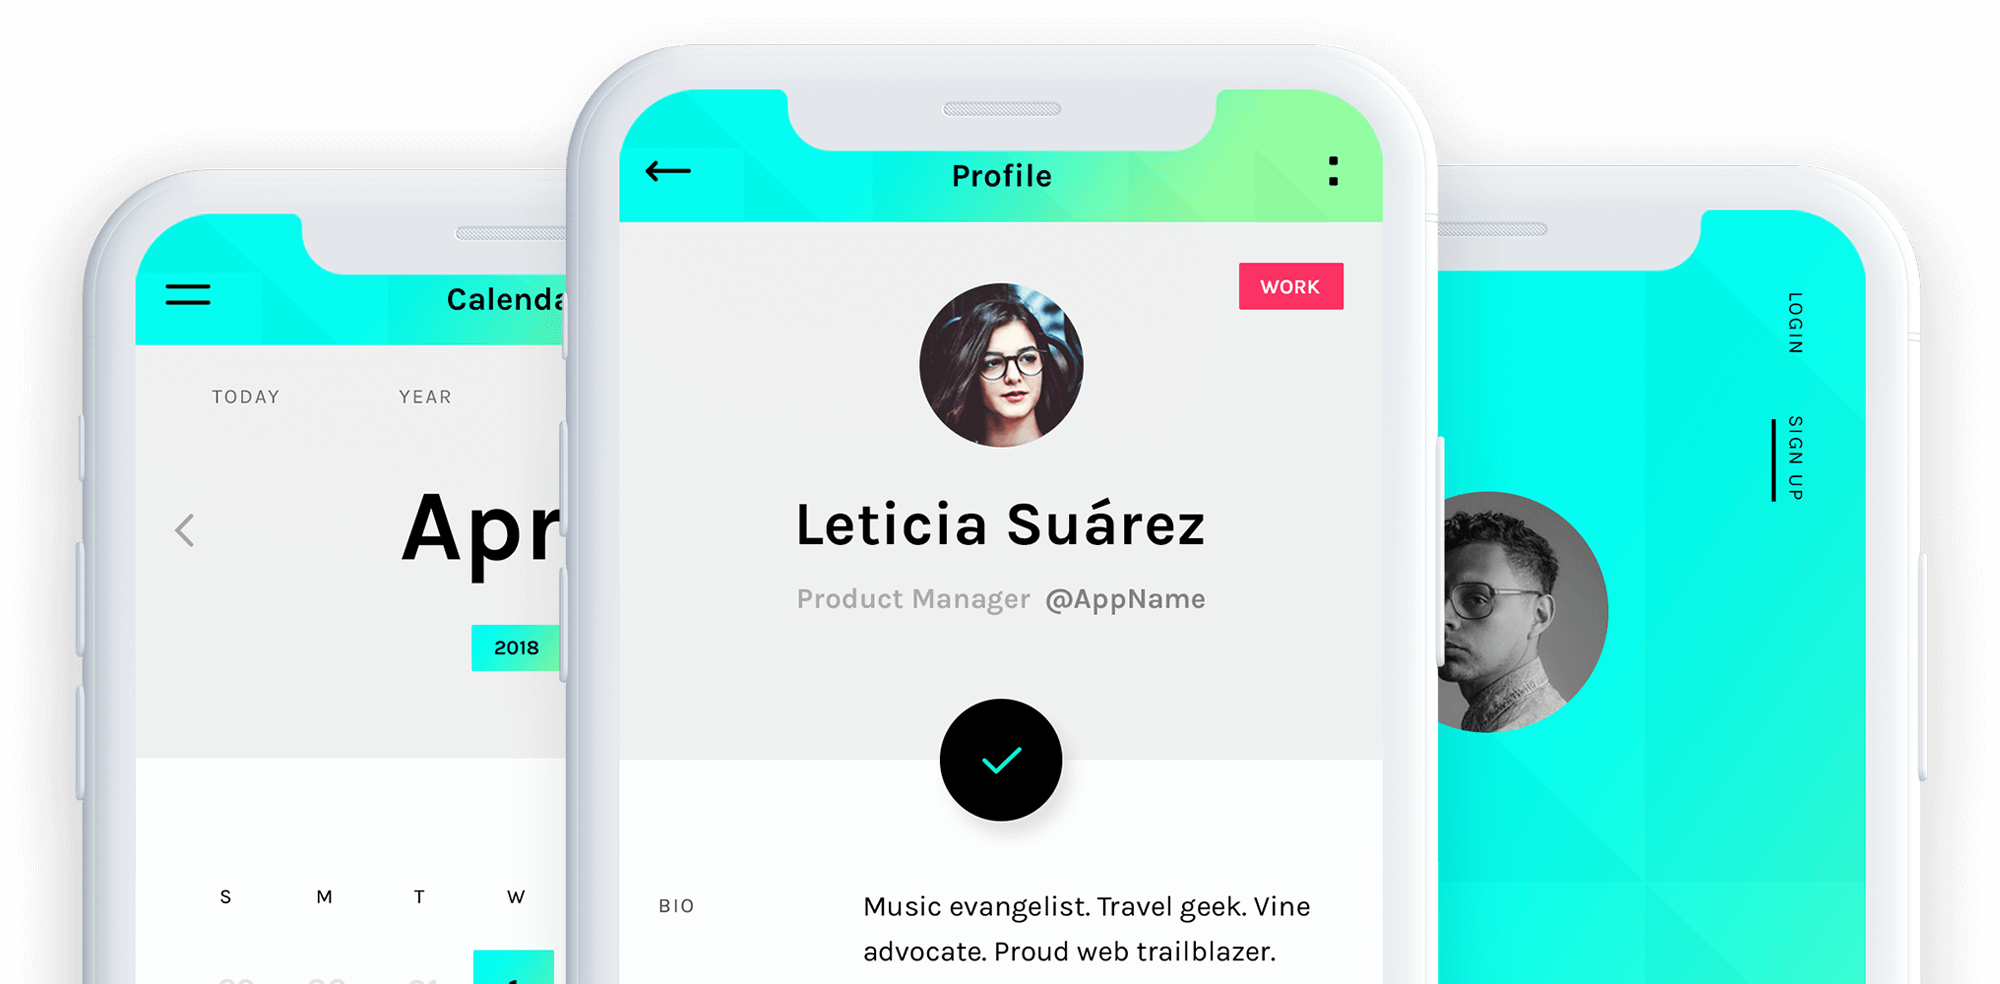 Calenda
TODAY YEAR
Apr
2018
S M T W
Profile
WORK
Leticia Suárez
Product Manager @AppName
BIO
Music evangelist. Travel geek. Vine
advocate. Proud web trailblazer.
LOGIN
SIGN UP